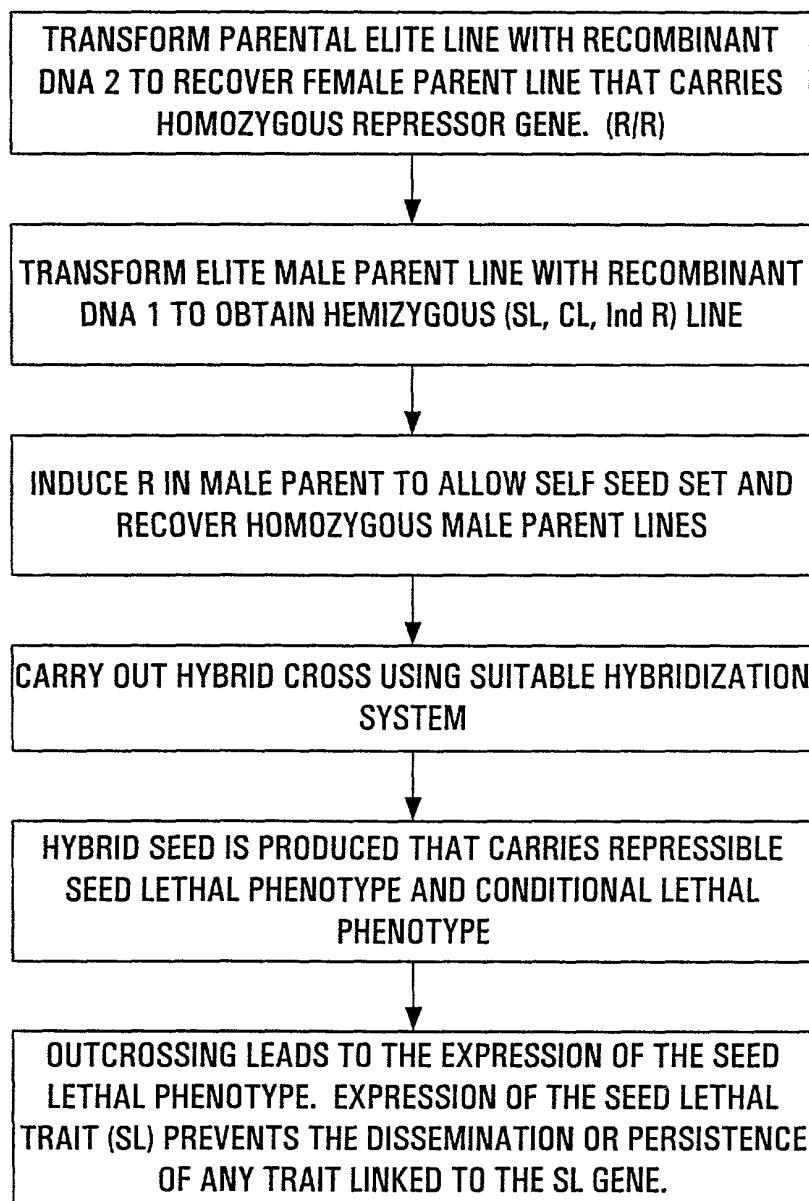 TRANSFORM PARENTAL ELITE LINE WITH RECOMBINANT
DNA 2 TO RECOVER FEMALE PARENT LINE THAT CARRIES
HOMOZYGOUS REPRESSOR GENE. (R/R)
TRANSFORM ELITE MALE PARENT LINE WITH RECOMBINANT
DNA 1 TO OBTAIN HEMIZYGOUS (SL, CL, Ind R) LINE
INDUCE R IN MALE PARENT TO ALLOW SELF SEED SET AND
RECOVER HOMOZYGOUS MALE PARENT LINES
CARRY OUT HYBRID CROSS USING SUITABLE HYBRIDIZATION
SYSTEM
HYBRID SEED IS PRODUCED THAT CARRIES REPRESSIBLE
SEED LETHAL PHENOTYPE AND CONDITIONAL LETHAL
PHENOTYPE
OUTCROSSING LEADS TO THE EXPRESSION OF THE SEED
LETHAL PHENOTYPE. EXPRESSION OF THE SEED LETHAL
TRAIT (SL) PREVENTS THE DISSEMINATION OR PERSISTENCE
OF ANY TRAIT LINKED TO THE SL GENE.